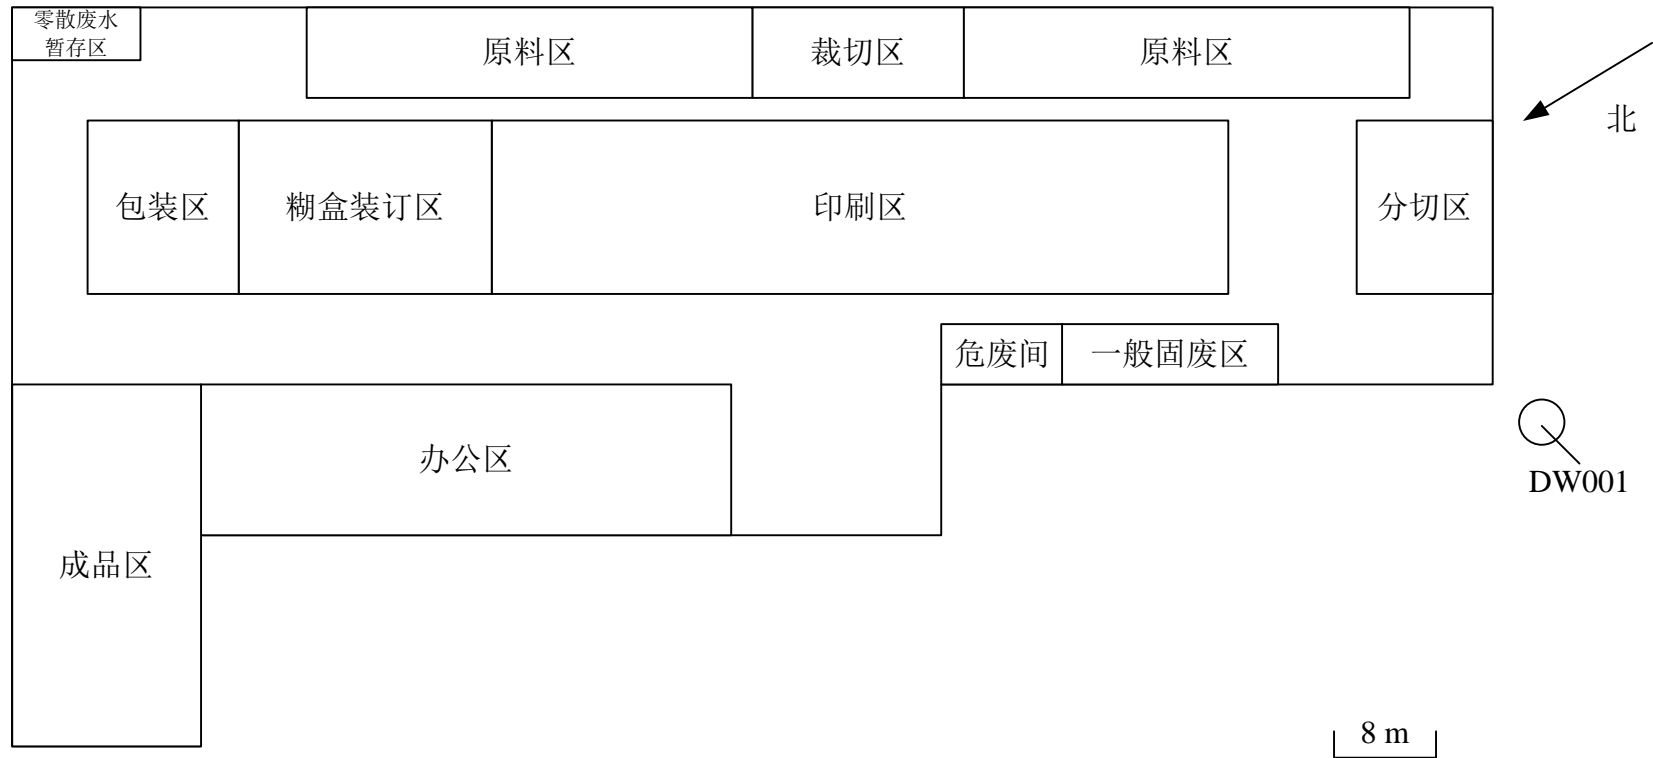 零散废水
暂存区
原料区
裁切区
原料区
北
包装区
糊盒装订区
印刷区
分切区
危废间
一般固废区
办公区
DW001
成品区
8 m